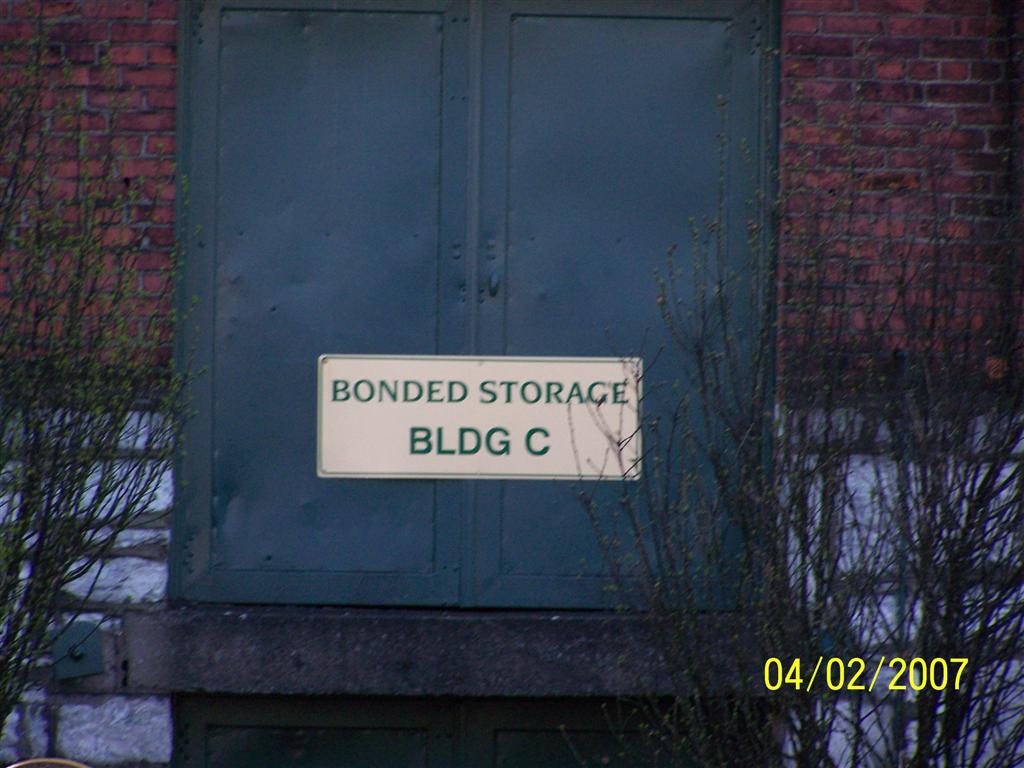 BONDED STORAGE
BLDG C
04/02/2007